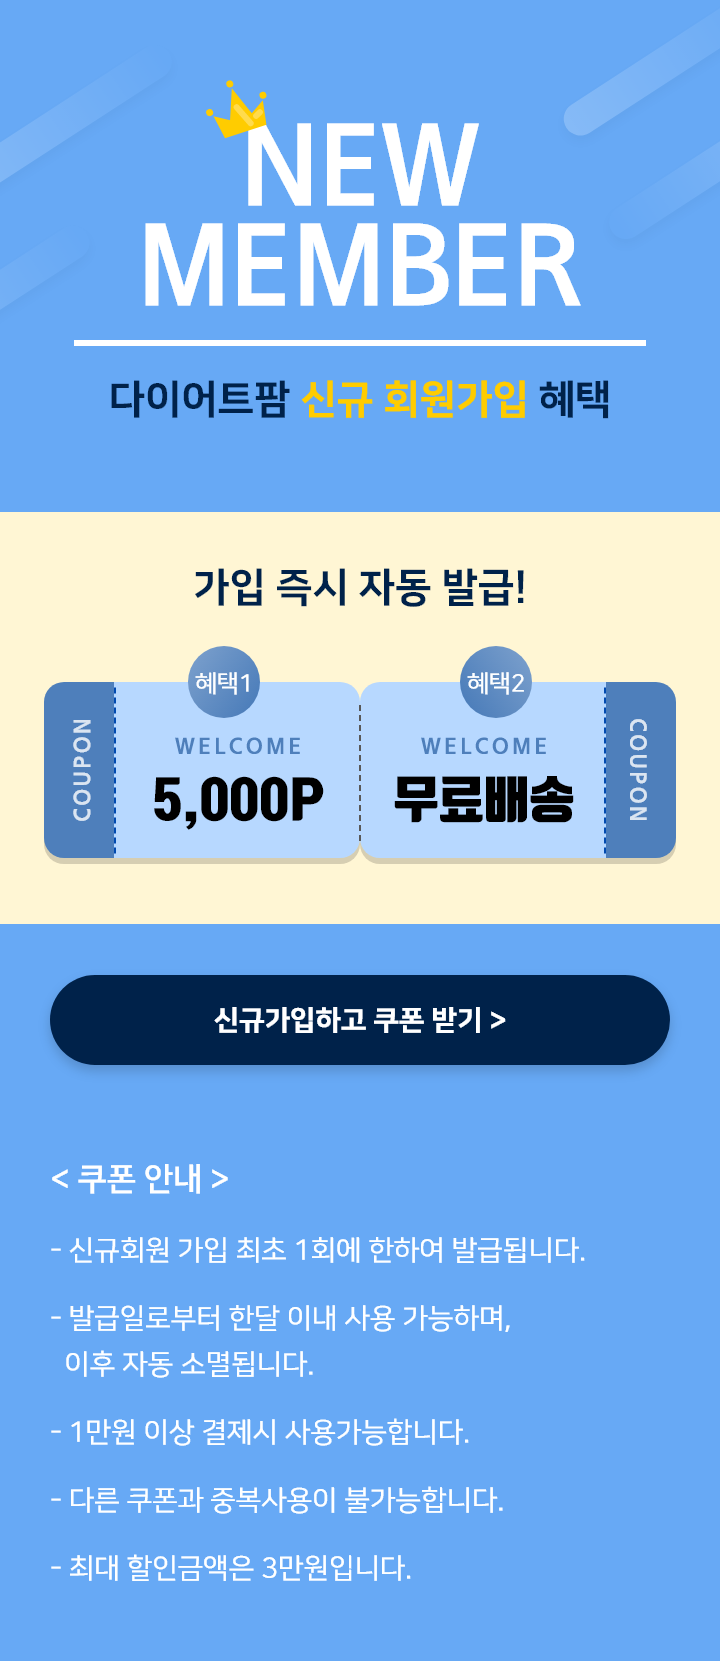 NEW
MEMBER
다이어트팜 신규 회원가입 혜택
가입 즉시 자동 발급!
혜택1
COUPON
WELCOME
5,000P
혜택2
WELCOME
무료배송
COUPON
신규가입하고 쿠폰 받기 >
< 쿠폰 안내 >
- 신규회원 가입 최초 1회에 한하여 발급됩니다.
- 발급일로부터 한달 이내 사용 가능하며,
이후 자동 소멸됩니다.
- 1만원 이상 결제시 사용가능합니다.
- 다른 쿠폰과 중복사용이 불가능합니다.
- 최대 할인금액은 3만원입니다.